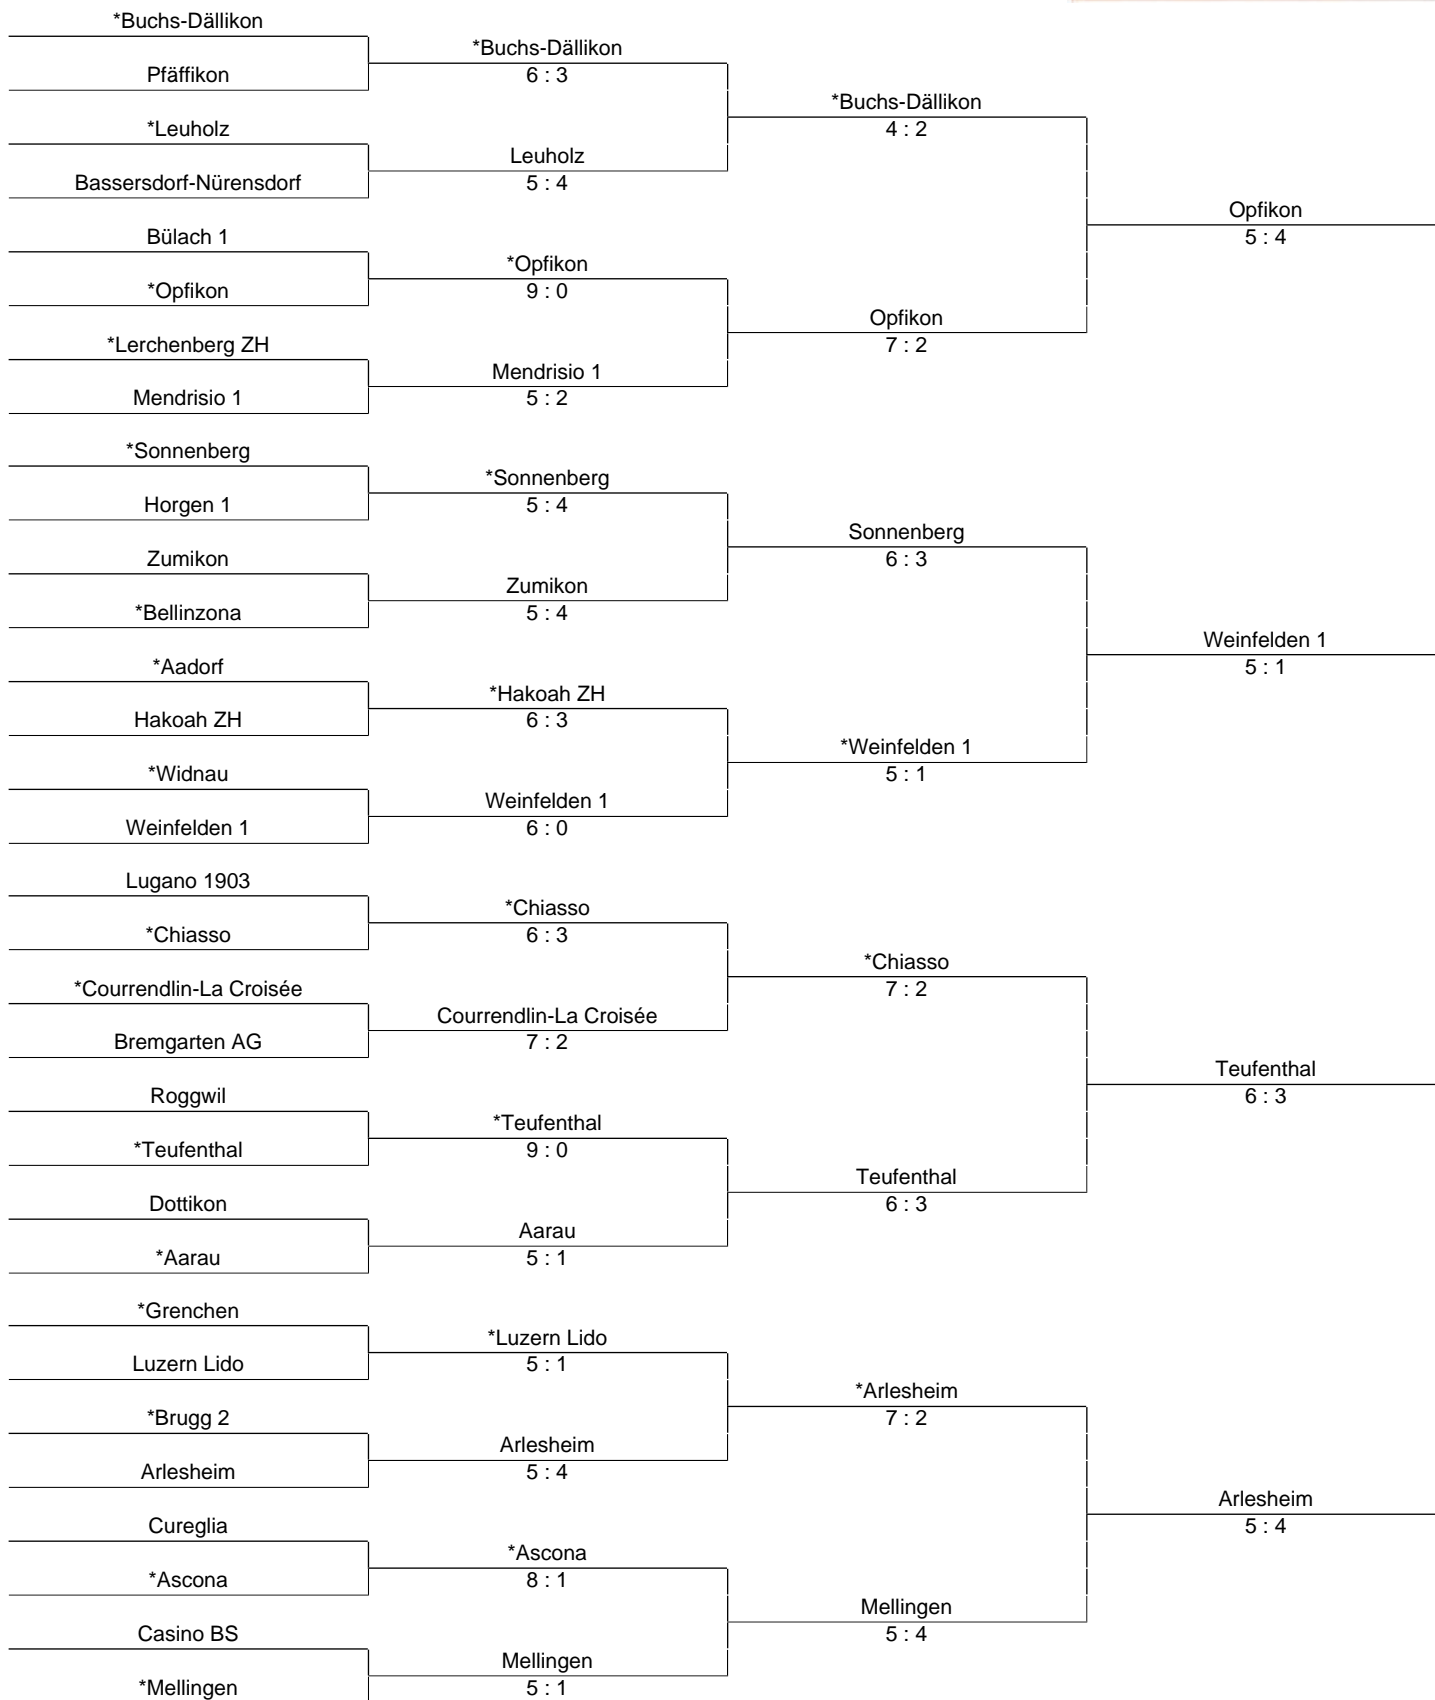 *Buchs-Dällikon
Pfäffikon
*Leuholz
Bassersdorf-Nürensdorf
Bülach 1
*Opfikon
*Lerchenberg ZH
Mendrisio 1
*Sonnenberg
Horgen 1
Zumikon
*Bellinzona
*Aadorf
Hakoah ZH
*Widnau
Weinfelden 1
Lugano 1903
*Chiasso
*Courrendlin-La Croisée
Bremgarten AG
Roggwil
*Teufenthal
Dottikon
*Aarau
*Grenchen
Luzern Lido
*Brugg 2
Arlesheim
Cureglia
*Ascona
Casino BS
*Mellingen
*Buchs-Dällikon
6 : 3
Leuholz
5 : 4
*Opfikon
9 : 0
Mendrisio 1
5 : 2
*Sonnenberg
5 : 4
Zumikon
5 : 4
*Hakoah ZH
6 : 3
Weinfelden 1
6 : 0
*Chiasso
6 : 3
Courrendlin-La Croisée
7 : 2
*Teufenthal
9 : 0
Aarau
5 : 1
*Luzern Lido
5 : 1
Arlesheim
5 : 4
*Ascona
8 : 1
Mellingen
5 : 1
*Buchs-Dällikon
4 : 2
Opfikon
7 : 2
Sonnenberg
6 : 3
*Weinfelden 1
5 : 1
*Chiasso
7 : 2
Teufenthal
6 : 3
*Arlesheim
7 : 2
Mellingen
5 : 4
Opfikon
5 : 4
Weinfelden 1
5 : 1
Teufenthal
6 : 3
Arlesheim
5 : 4